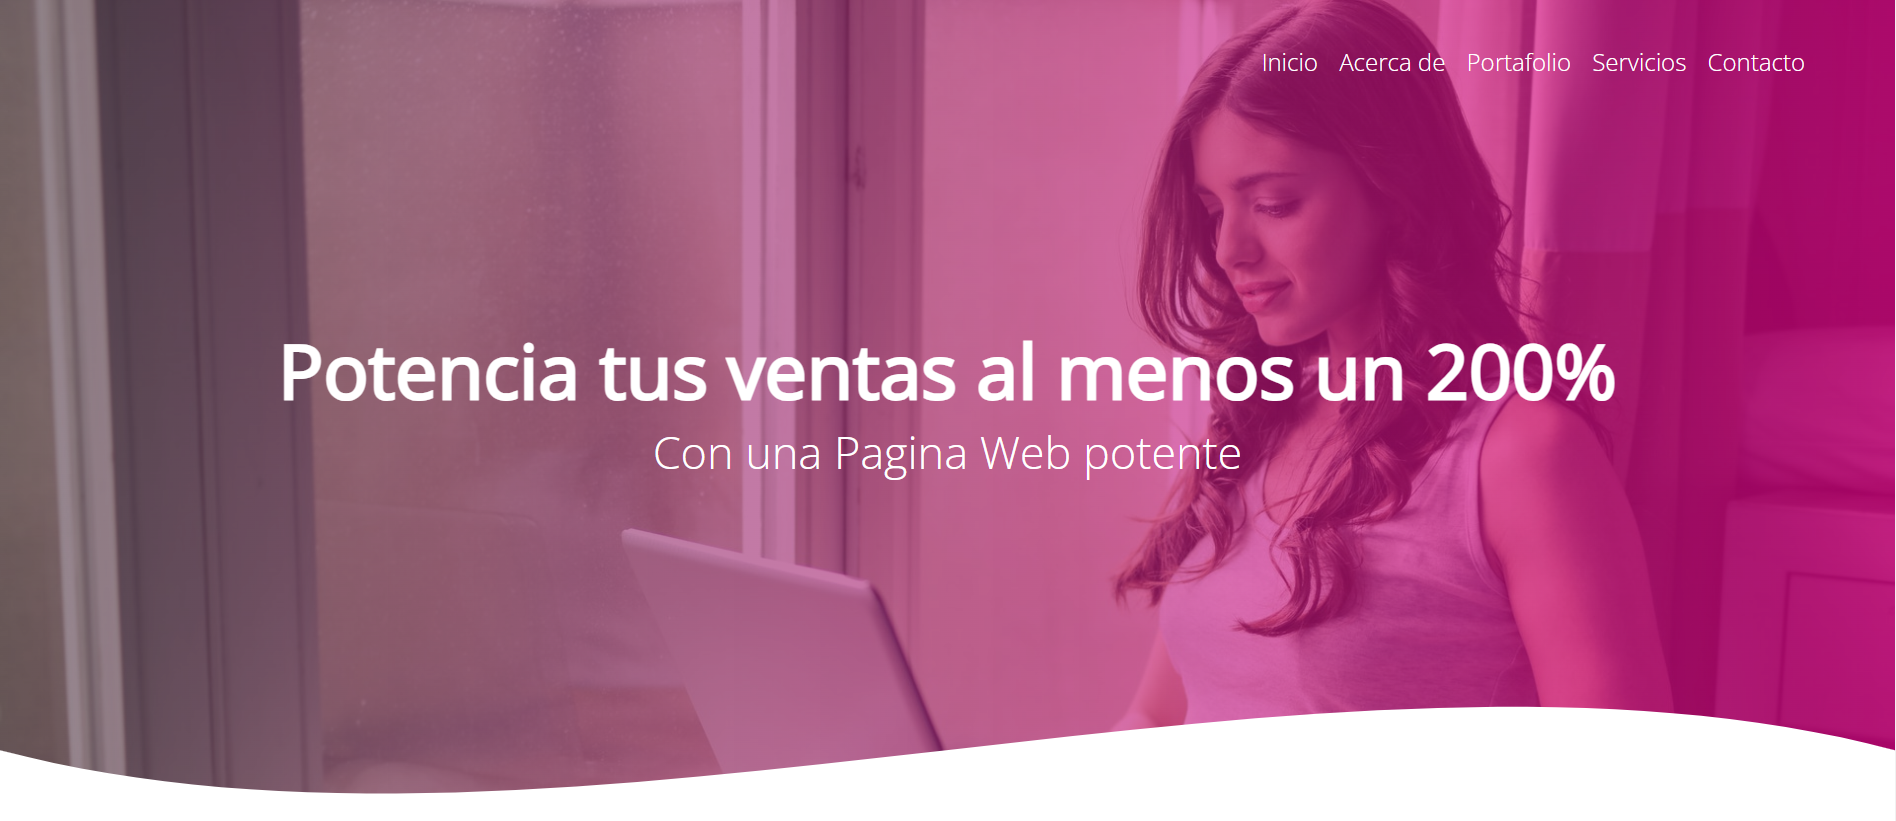 Inicio Acerca de Portafolio Servicios Contacto
Potencia tus ventas al menos un 200%
Con una Pagina Web potente